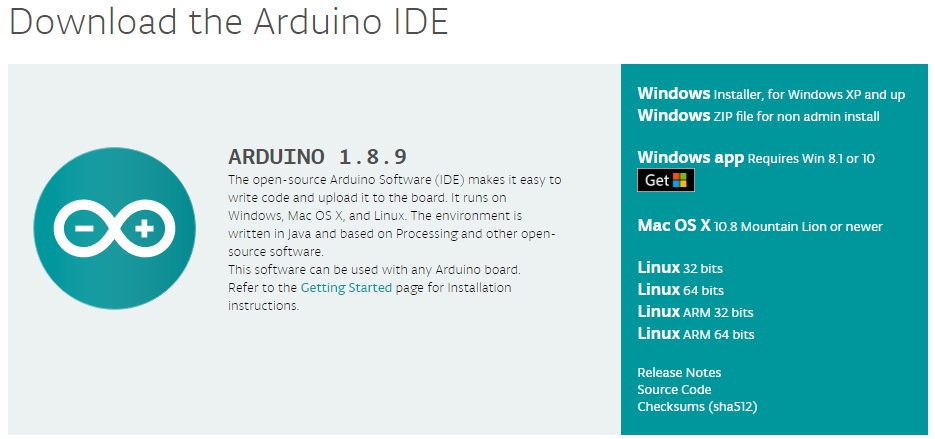 Download the Arduino IDE
ARDUINO 1.8.9
The open-source Arduino Software (IDE) makes it easy to
write code and upload it to the board. It runs on
Windows, Mac OS X, and Linux. The environment is
written in Java and based on Processing and other open-
source software.
This software can be used with any Arduino board.
Refer to the Getting Started page for Installation
instructions.
Windows Installer, for Windows XP and up
Windows ZIP file for non admin install
Windows app Requires Win 8.1 or 10
Get
Mac OS X 10.8 Mountain Lion or newer
Linux 32 bits
Linux 64 bits
Linux ARM 32 bits
Linux ARM 64 bits
Release Notes
Source Code
Checksums (sha512)